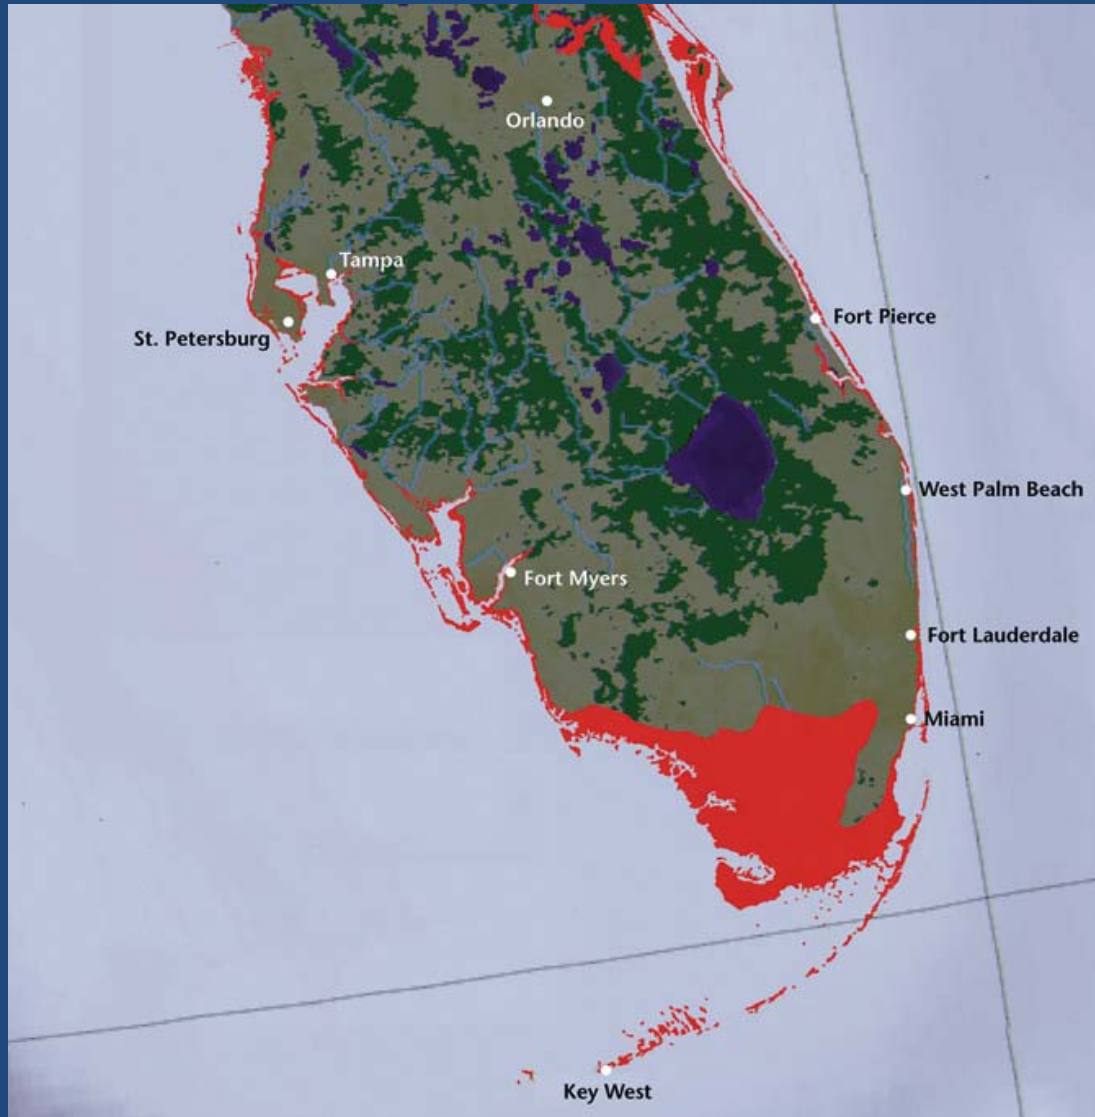 Orlando
Tampa
Fort Pierce
St. Petersburg
West Palm Beach
Fort Myers
Fort Lauderdale
Miami
Key West